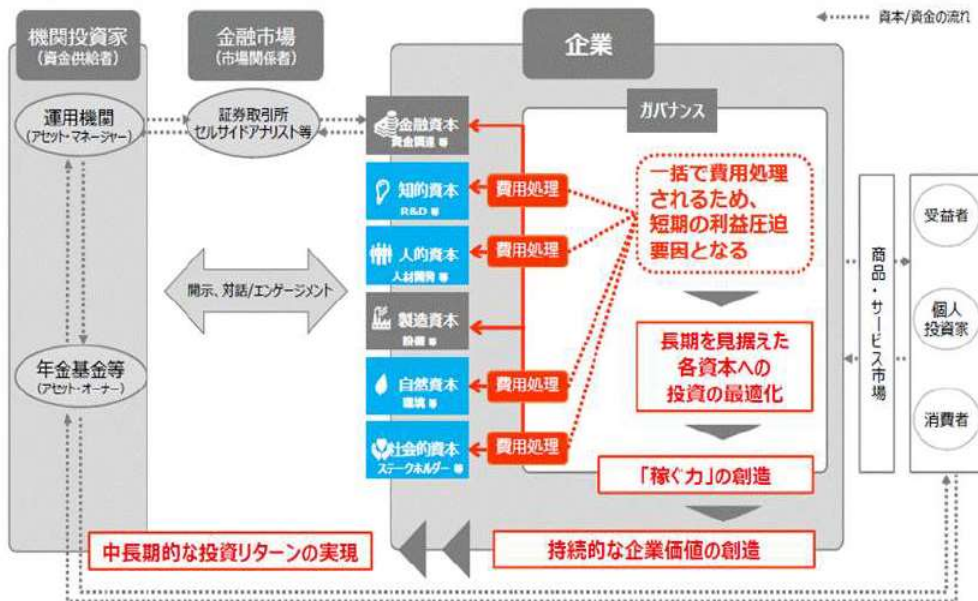 資本/資金の流れ
機関投資家
(資金供給者)
金融市場
(市場関係者)
企業
運用機関
(アセット・マネージャー)
証券取引所
セルサイドアナリスト等
ガバナンス
金融資本
資金調達 等
知的資本
R&D 等
人的資本
人材開発 等
製造資本
設備 等
自然資本
環境 等
社会的資本
ステークホルダー 等
費用処理
費用処理
費用処理
費用処理
一括で費用処理
されるため、
短期の利益圧迫
要因となる
長期を見据えた
各資本への
投資の最適化
「稼ぐ力」の創造
持続的な企業価値の創造
中長期的な投資リターンの実現
開示、対話/エンゲージメント
年金基金等
(アセット・オーナー)
商品・サービス市場
受益者
個人
投資家
消費者